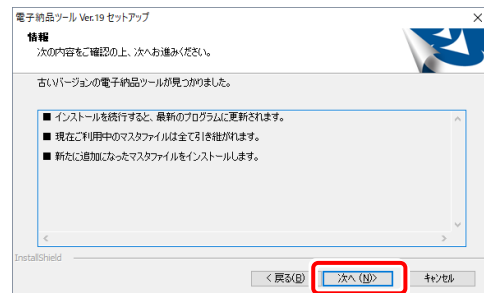 電子納品ツール Ver.19 セットアップ
情報
次の内容をご確認の上、次へお進みください。
古いバージョンの電子納品ツールが見つかりました。
■ インストールを続行すると、最新のプログラムに更新されます。
■ 現在ご利用中のマスタファイルは全て引き継がれます。
■ 新たに追加になったマスタファイルをインストールします。
InstallShield
< 戻る(B)
次へ (N)>
キャンセル